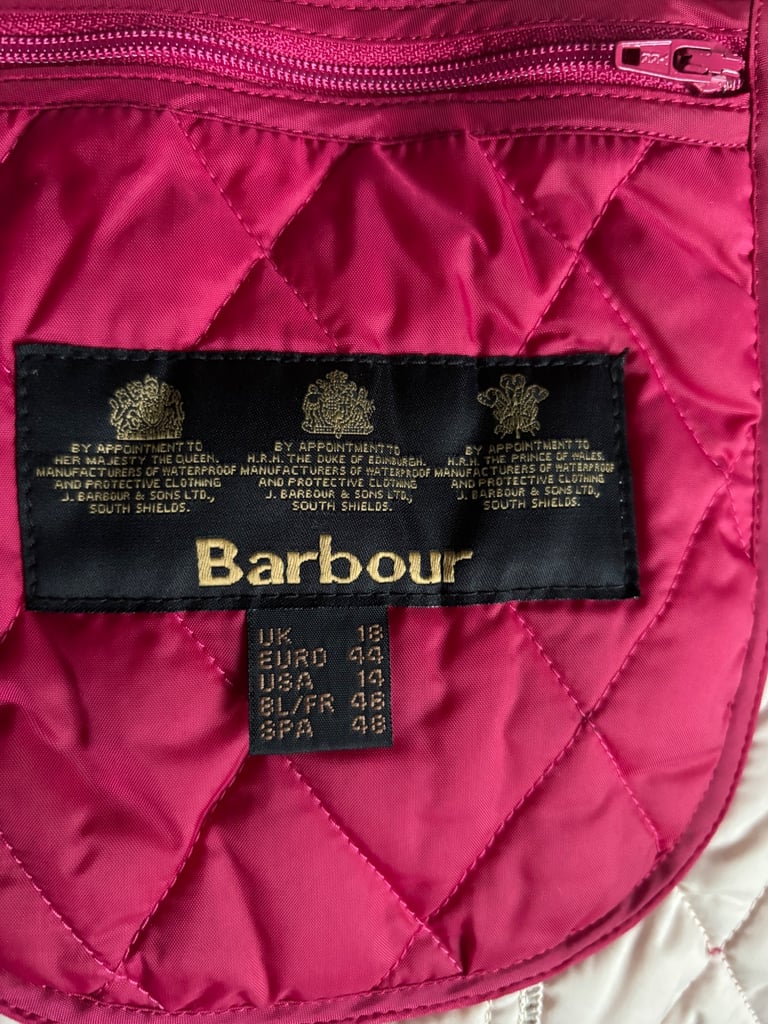 BY APPOINTMENT TO
HER MAJESTY THE QUEEN.
MANUFACTURERS OF WATERPROOF
AND PROTECTIVE CLOTHING
J. BARBOUR & SONS LTD.,
SOUTH SHIELDS.
BY APPOINTMENT TO
H.R.H. THE DUKE OF EDINBURGH.
MANUFACTURERS OF WATERPROOF
AND PROTECTIVE CLOTHING
J. BARBOUR & SONS LTD.,
SOUTH SHIELDS.
BY APPOINTMENT TO
H.R.H. THE PRINCE OF WALES.
MANUFACTURERS OF WATERPROOF
AND PROTECTIVE CLOTHING
J. BARBOUR & SONS LTD.,
SOUTH SHIELDS.
Barbour
UK 18
EURO 44
USA 14
BL/FR 46
SPA 48